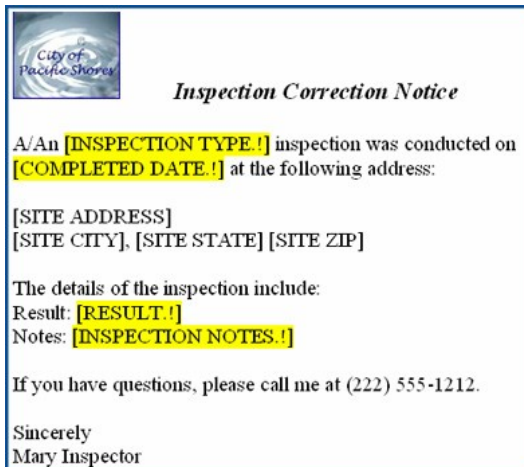 City of
Pacific Shores
Inspection Correction Notice
A/An [INSPECTION TYPE.!] inspection was conducted on
[COMPLETED DATE.!] at the following address:
[SITE ADDRESS]
[SITE CITY], [SITE STATE] [SITE ZIP]
The details of the inspection include:
Result: [RESULT.!]
Notes: [INSPECTION NOTES.!]
If you have questions, please call me at (222) 555-1212.
Sincerely
Mary Inspector